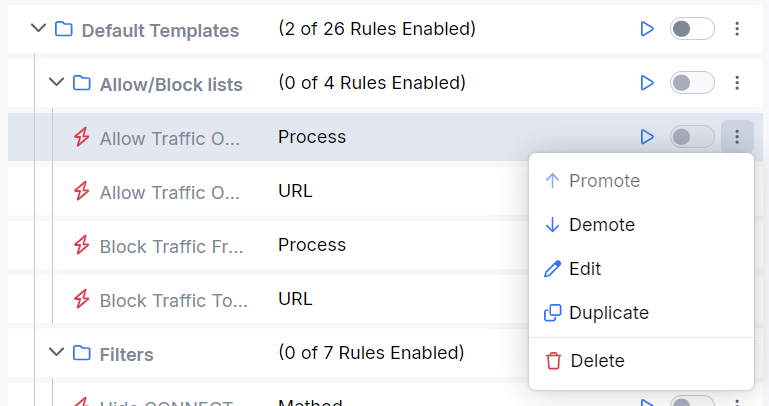 Default Templates (2 of 26 Rules Enabled)
Allow/Block lists (0 of 4 Rules Enabled)
Allow Traffic O... Process
Promote
Allow Traffic O... URL
Demote
Block Traffic Fr... Process
Edit
Block Traffic To... URL
Duplicate
Filters (0 of 7 Rules Enabled)
Delete
Hide CONNECT Method